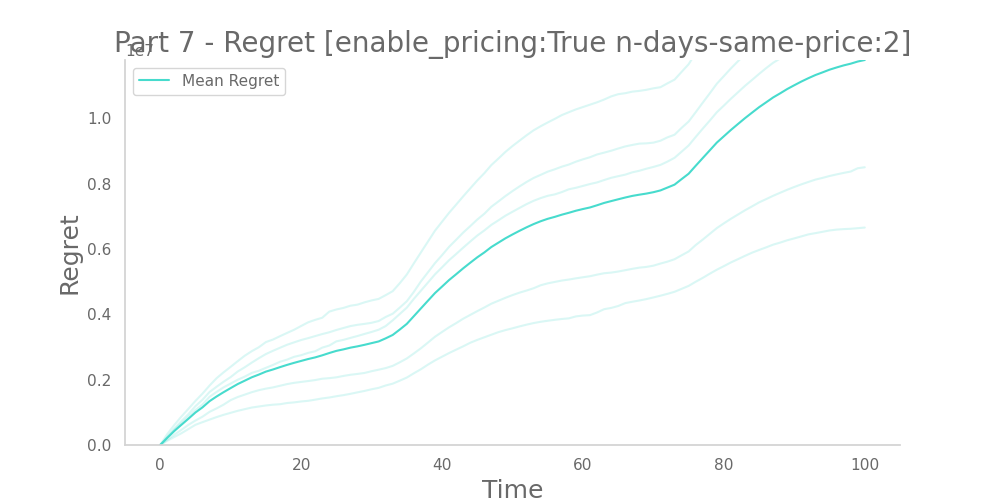 Part 7 - Regret [enable_pricing:True n-days-same-price:2]
1e7
Mean Regret
1.0
0.8
0.6
0.4
0.2
0.0
Regret
0 20 40 60 80 100
Time